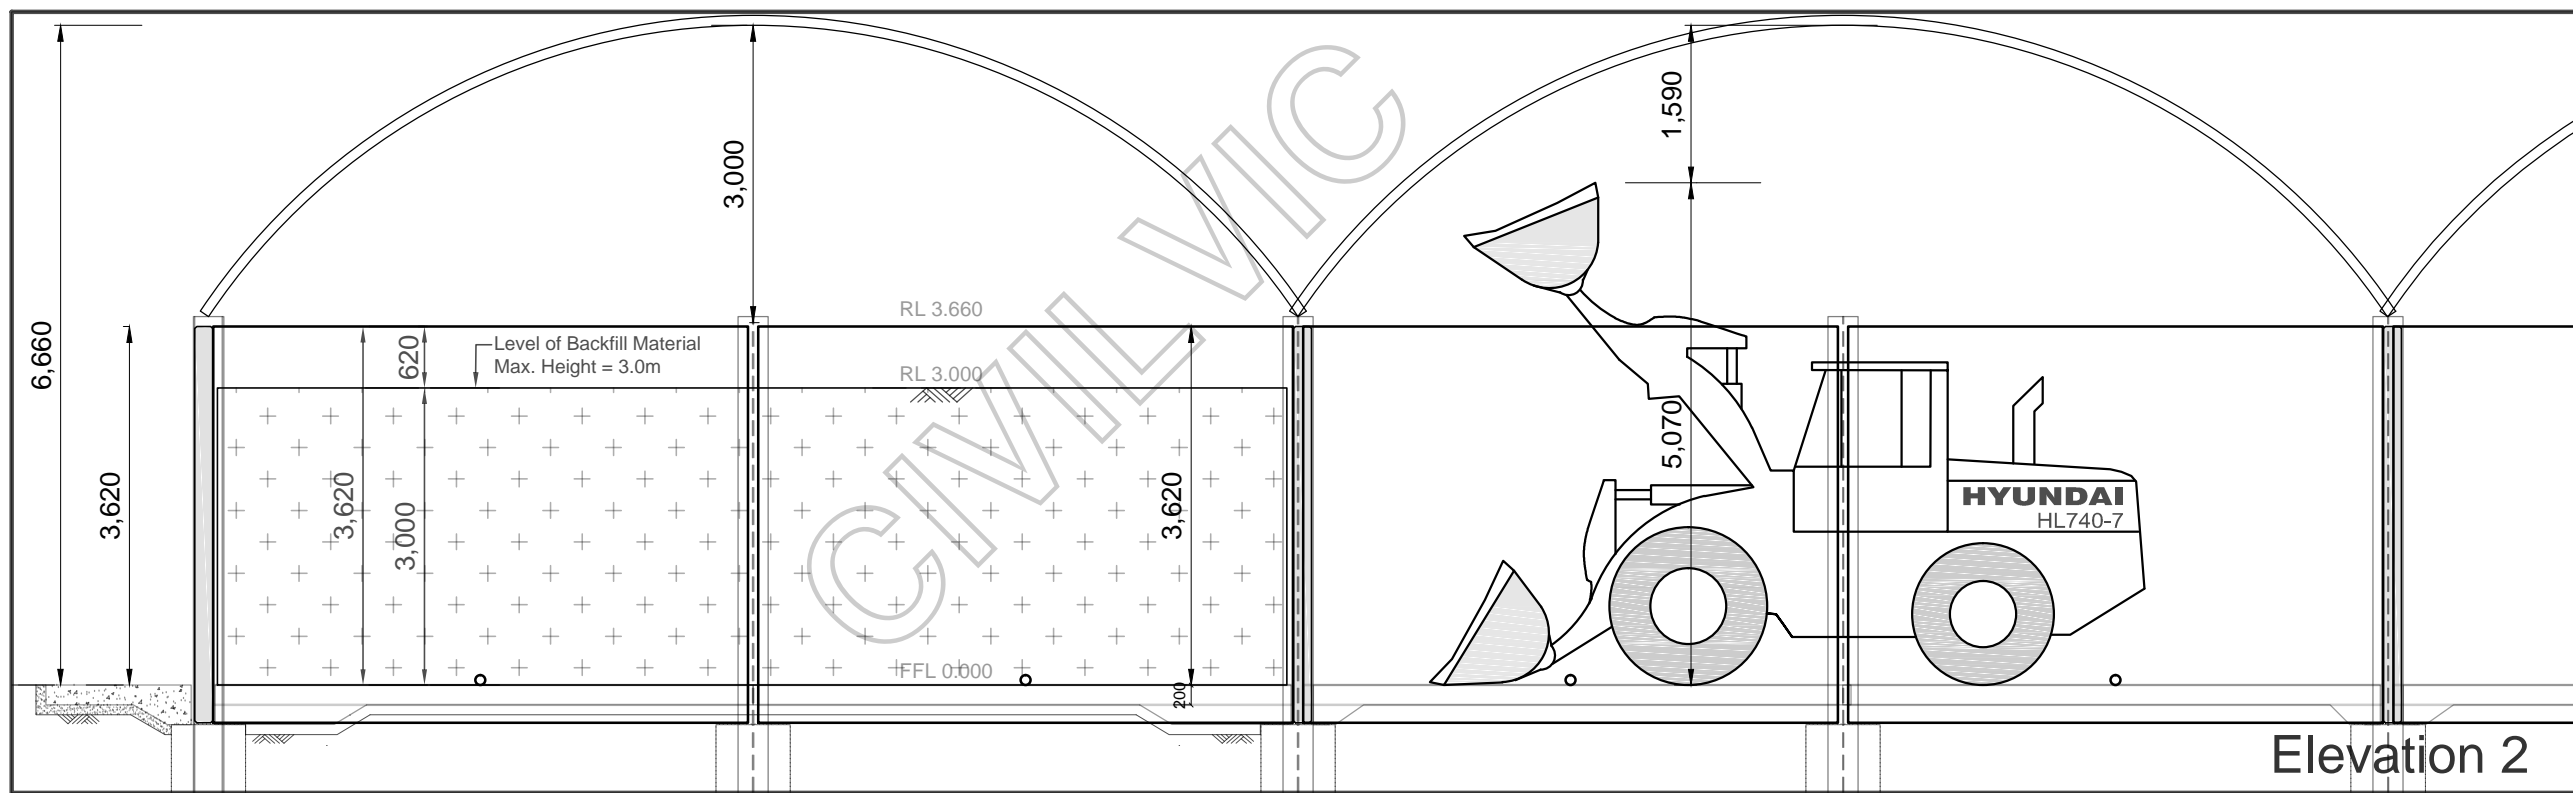 6,660
3,620
3,000
1,590
RL 3.660
620
Level of Backfill Material
Max. Height = 3.0m
RL 3.000
3,620
3,000
3,620
5,070
CIVIL VIC
HYUNDAI
HL740-7
FFL 0.000
200
Elevation 2